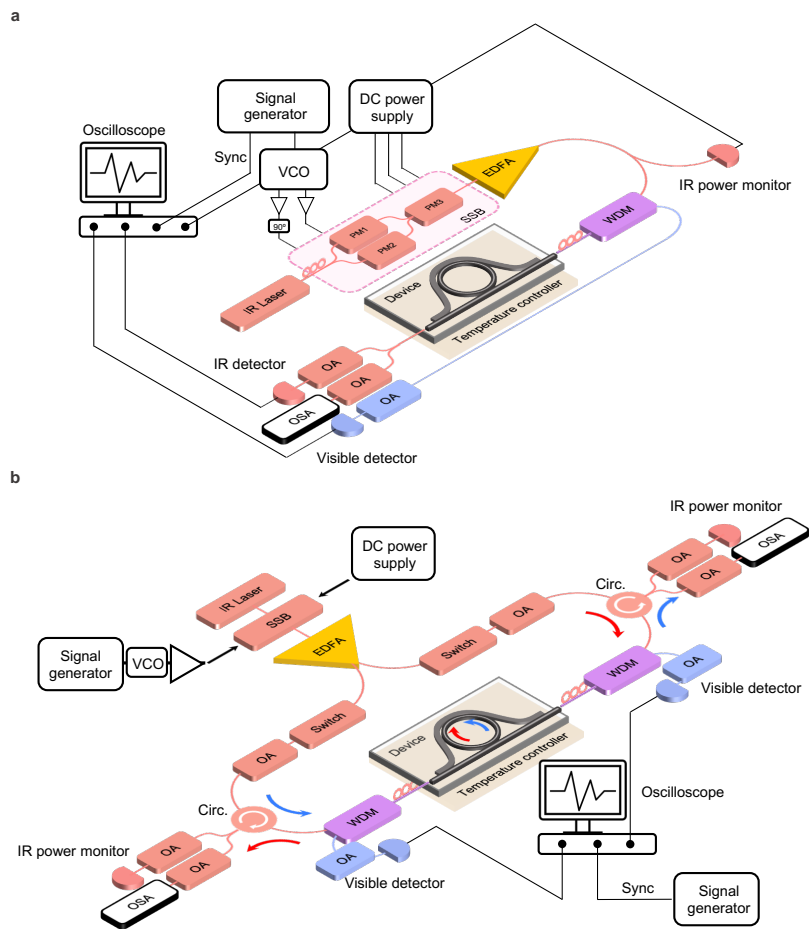 a
Signal
generator
DC power
supply
Oscilloscope
Sync
VCO
EDFA
IR power monitor
90º
PM1
PM2
PM3
SSB
WDM
IR Laser
Device
Temperature controller
IR detector
OA
OA
OA
OSA
Visible detector
b
IR power monitor
OSA
DC power
supply
OA
OA
Circ.
IR Laser
SSB
EDFA
OA
Switch
Signal
generator
VCO
WDM
OA
Visible detector
Switch
OA
Device
Temperature controller
Circ.
WDM
Oscilloscope
IR power monitor
OA
OA
OA
OSA
Visible detector
Sync
Signal
generator